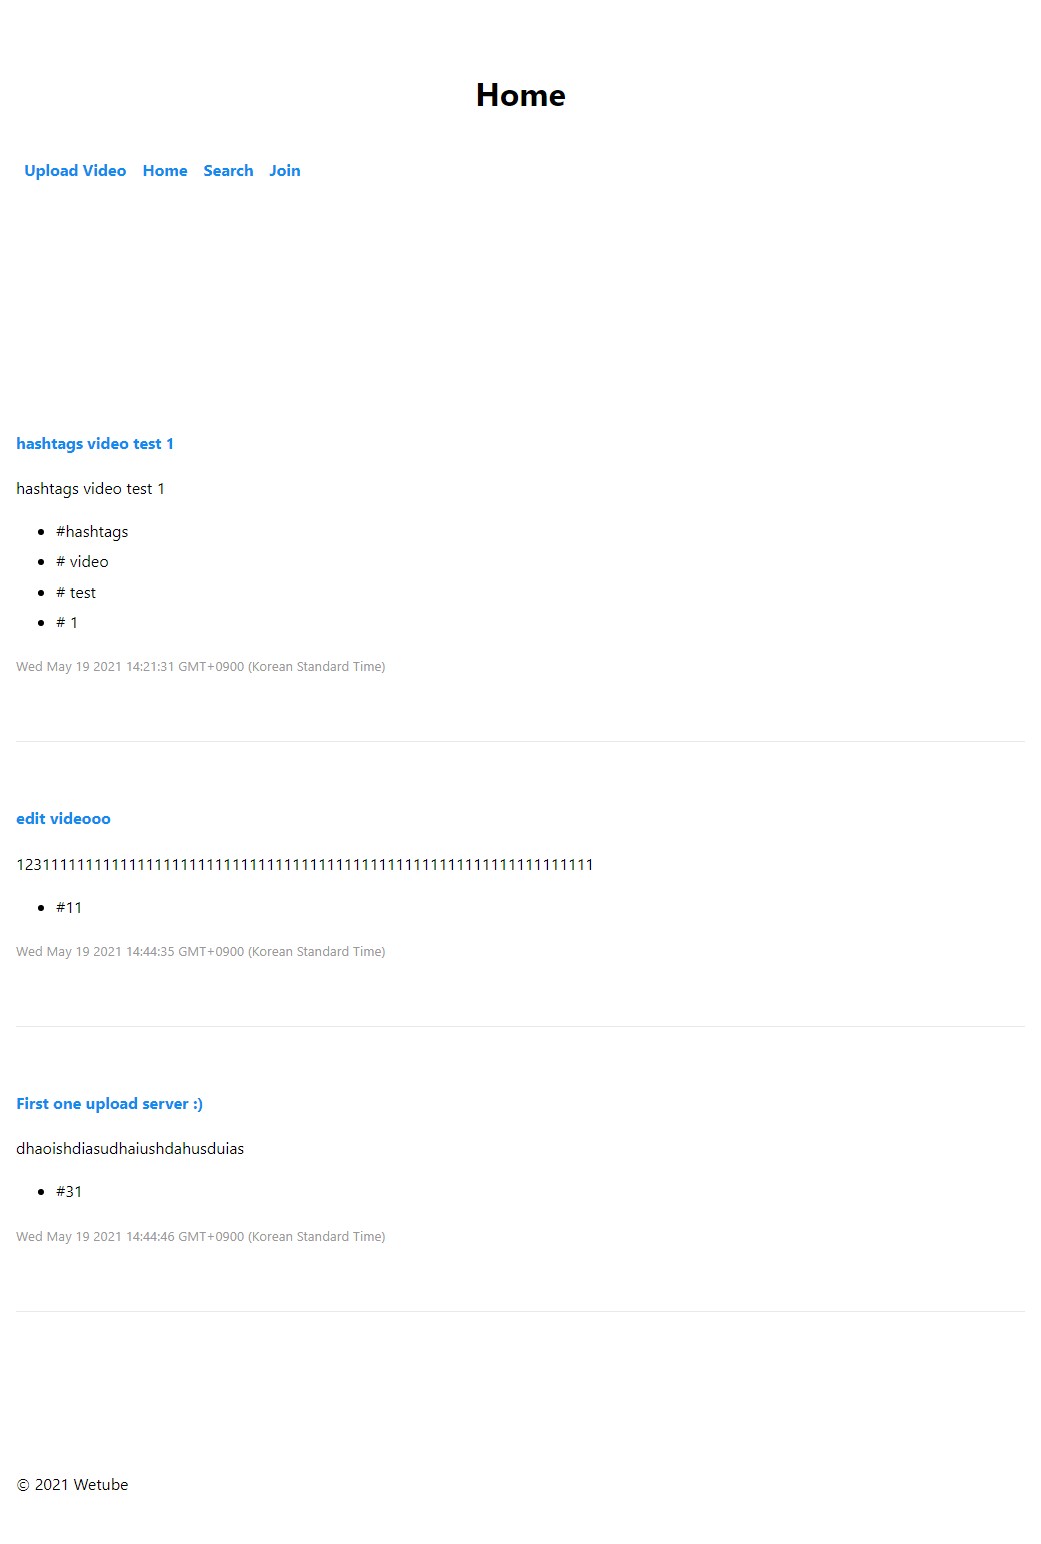 Home
Upload Video Home Search Join
hashtags video test 1
hashtags video test 1
#hashtags
# video
# test
# 1
Wed May 19 2021 14:21:31 GMT+0900 (Korean Standard Time)
edit videooo
1231111111111111111111111111111111111111111111111111111111111111111
#11
Wed May 19 2021 14:44:35 GMT+0900 (Korean Standard Time)
First one upload server :)
dhaoishdiasudhaiushdahusduias
#31
Wed May 19 2021 14:44:46 GMT+0900 (Korean Standard Time)
© 2021 Wetube